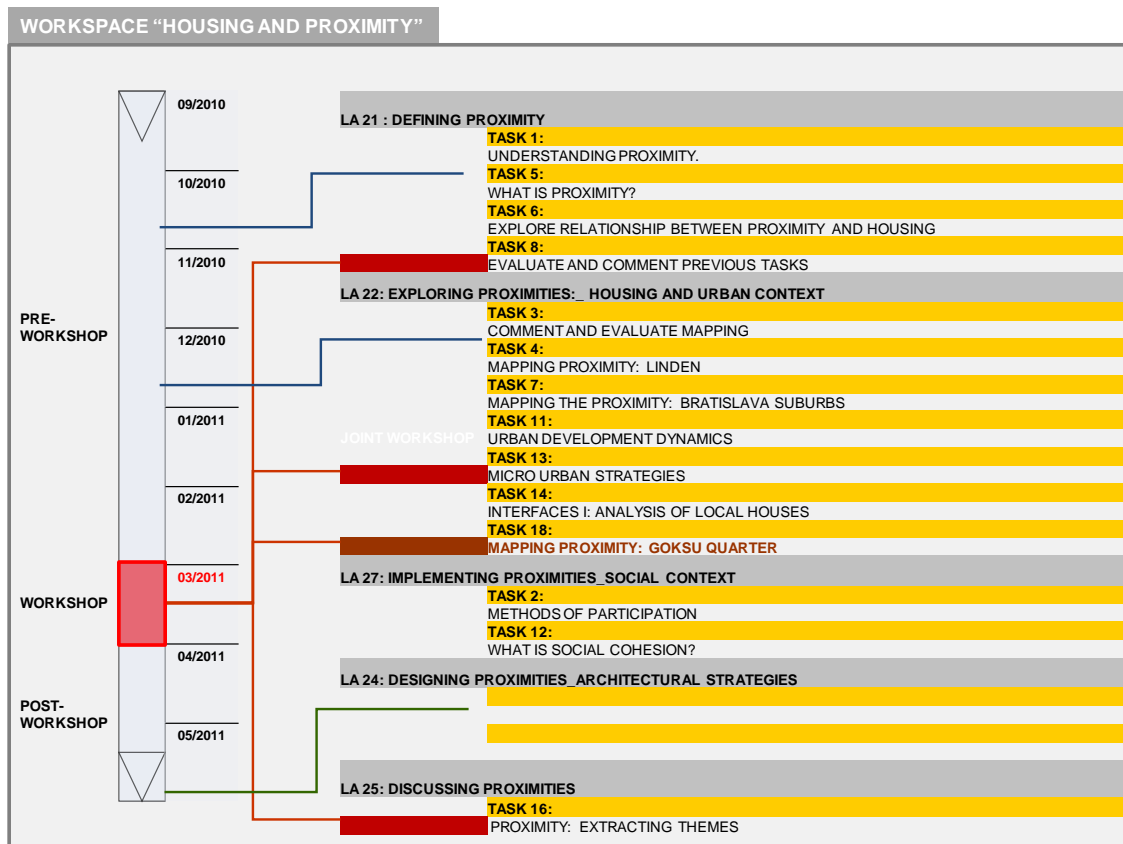 WORKSPACE “HOUSING AND PROXIMITY”
09/2010
10/2010
11/2010
12/2010
01/2011
02/2011
03/2011
04/2011
05/2011
PRE-
WORKSHOP
WORKSHOP
POST-
WORKSHOP
LA 21 : DEFINING PROXIMITY
TASK 1:
UNDERSTANDING PROXIMITY.
TASK 5:
WHAT IS PROXIMITY?
TASK 6:
EXPLORE RELATIONSHIP BETWEEN PROXIMITY AND HOUSING
TASK 8:
EVALUATE AND COMMENT PREVIOUS TASKS
LA 22: EXPLORING PROXIMITIES:_ HOUSING AND URBAN CONTEXT
TASK 3:
COMMENT AND EVALUATE MAPPING
TASK 4:
MAPPING PROXIMITY: LINDEN
TASK 7:
MAPPING THE PROXIMITY: BRATISLAVA SUBURBS
TASK 11:
JOINT WORKSHOP URBAN DEVELOPMENT DYNAMICS
TASK 13:
MICRO URBAN STRATEGIES
TASK 14:
INTERFACES I: ANALYSIS OF LOCAL HOUSES
TASK 18:
MAPPING PROXIMITY: GOKSU QUARTER
LA 27: IMPLEMENTING PROXIMITIES_SOCIAL CONTEXT
TASK 2:
METHODS OF PARTICIPATION
TASK 12:
WHAT IS SOCIAL COHESION?
LA 24: DESIGNING PROXIMITIES_ARCHITECTURAL STRATEGIES
LA 25: DISCUSSING PROXIMITIES
TASK 16:
PROXIMITY: EXTRACTING THEMES